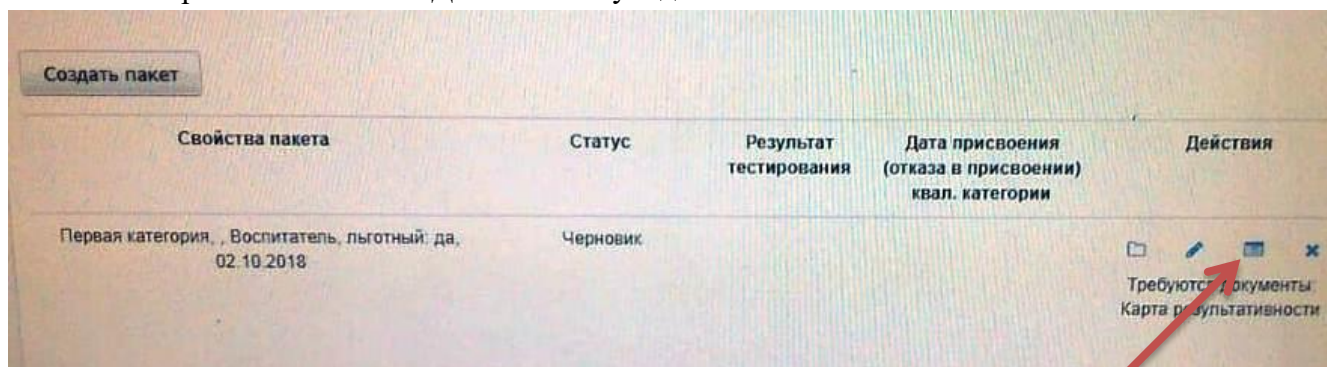 Создать пакет
Свойства пакета
Статус
Результат
тестирования
Дата присвоения
(отказа в присвоении)
квал. категории
Действия
Первая категория, , Воспитатель, льготный: да,
02.10.2018
Черновик
Требуются документы:
Карта результативности